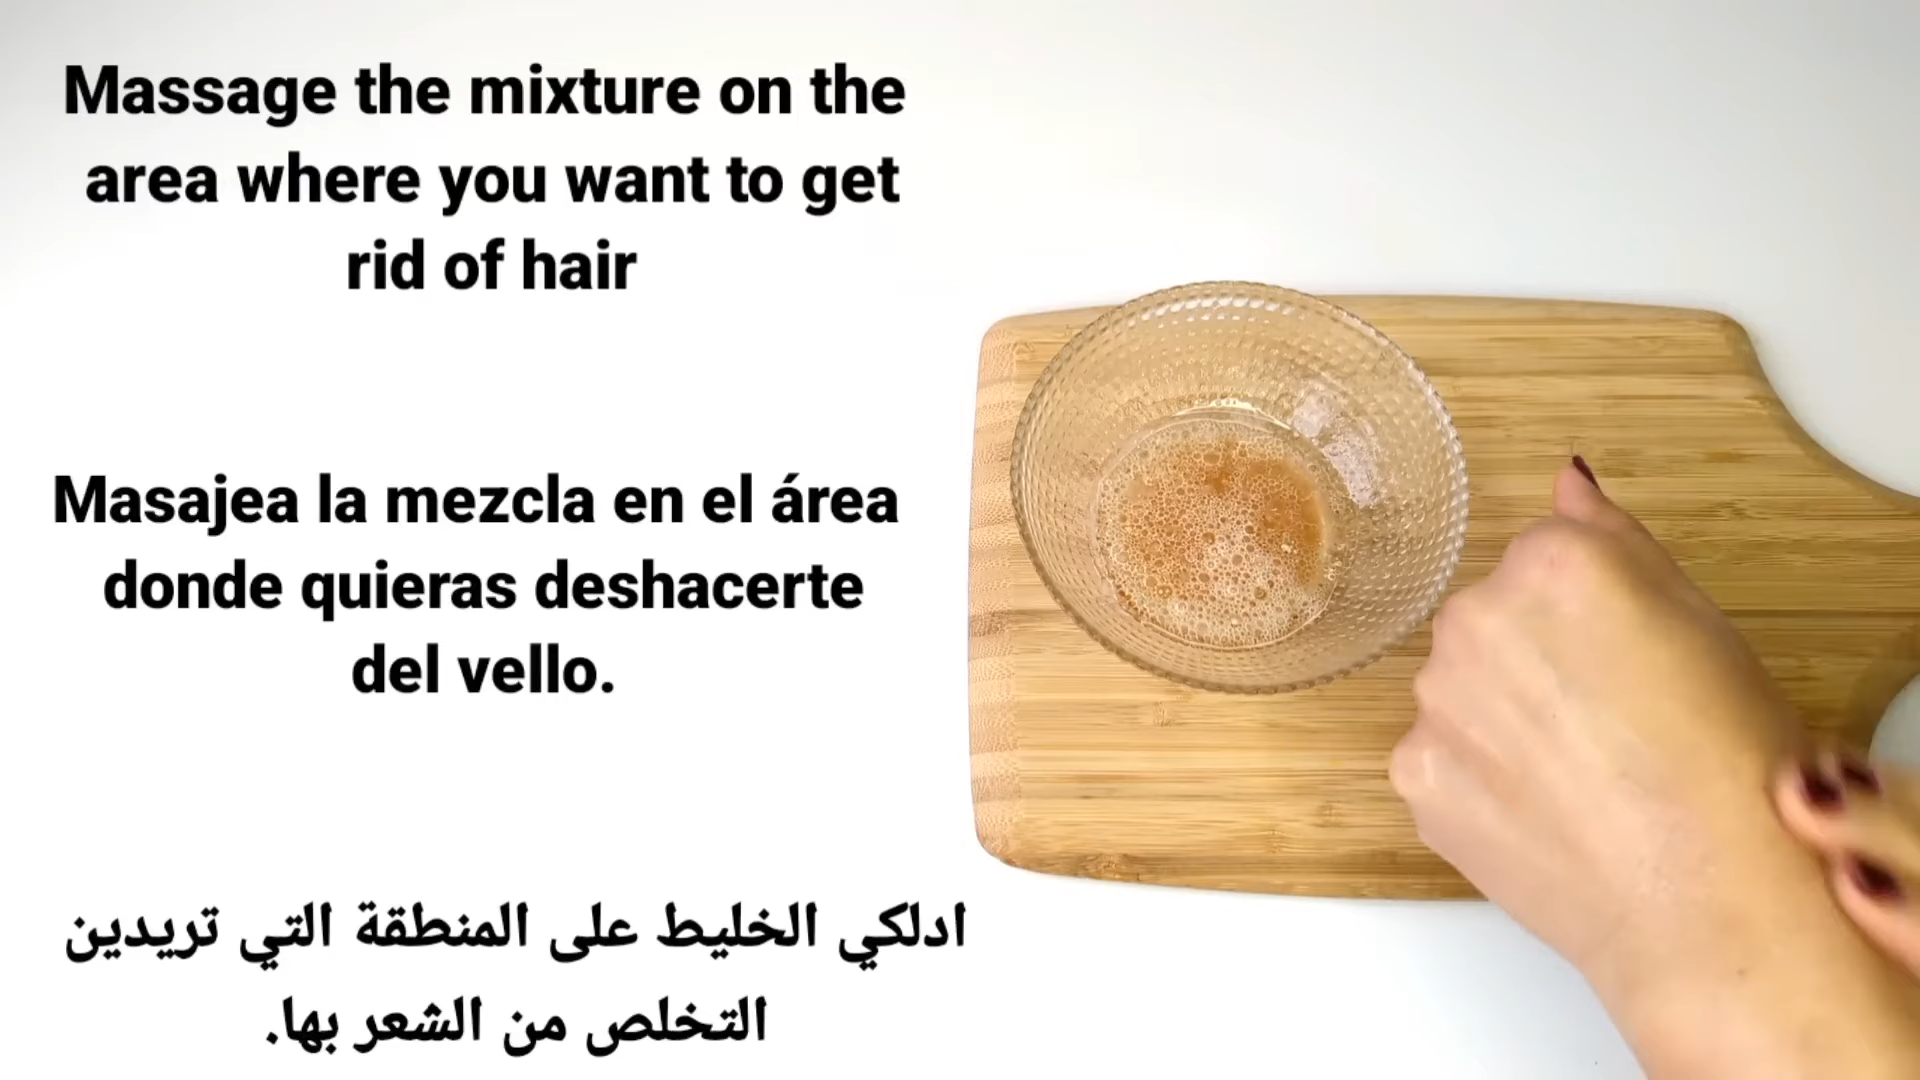 Massage the mixture on the
area where you want to get
rid of hair
Masajea la mezcla en el área
donde quieras deshacerte
del vello.
ادلكي الخليط على المنطقة التي تريدين
التخلص من الشعر بها.